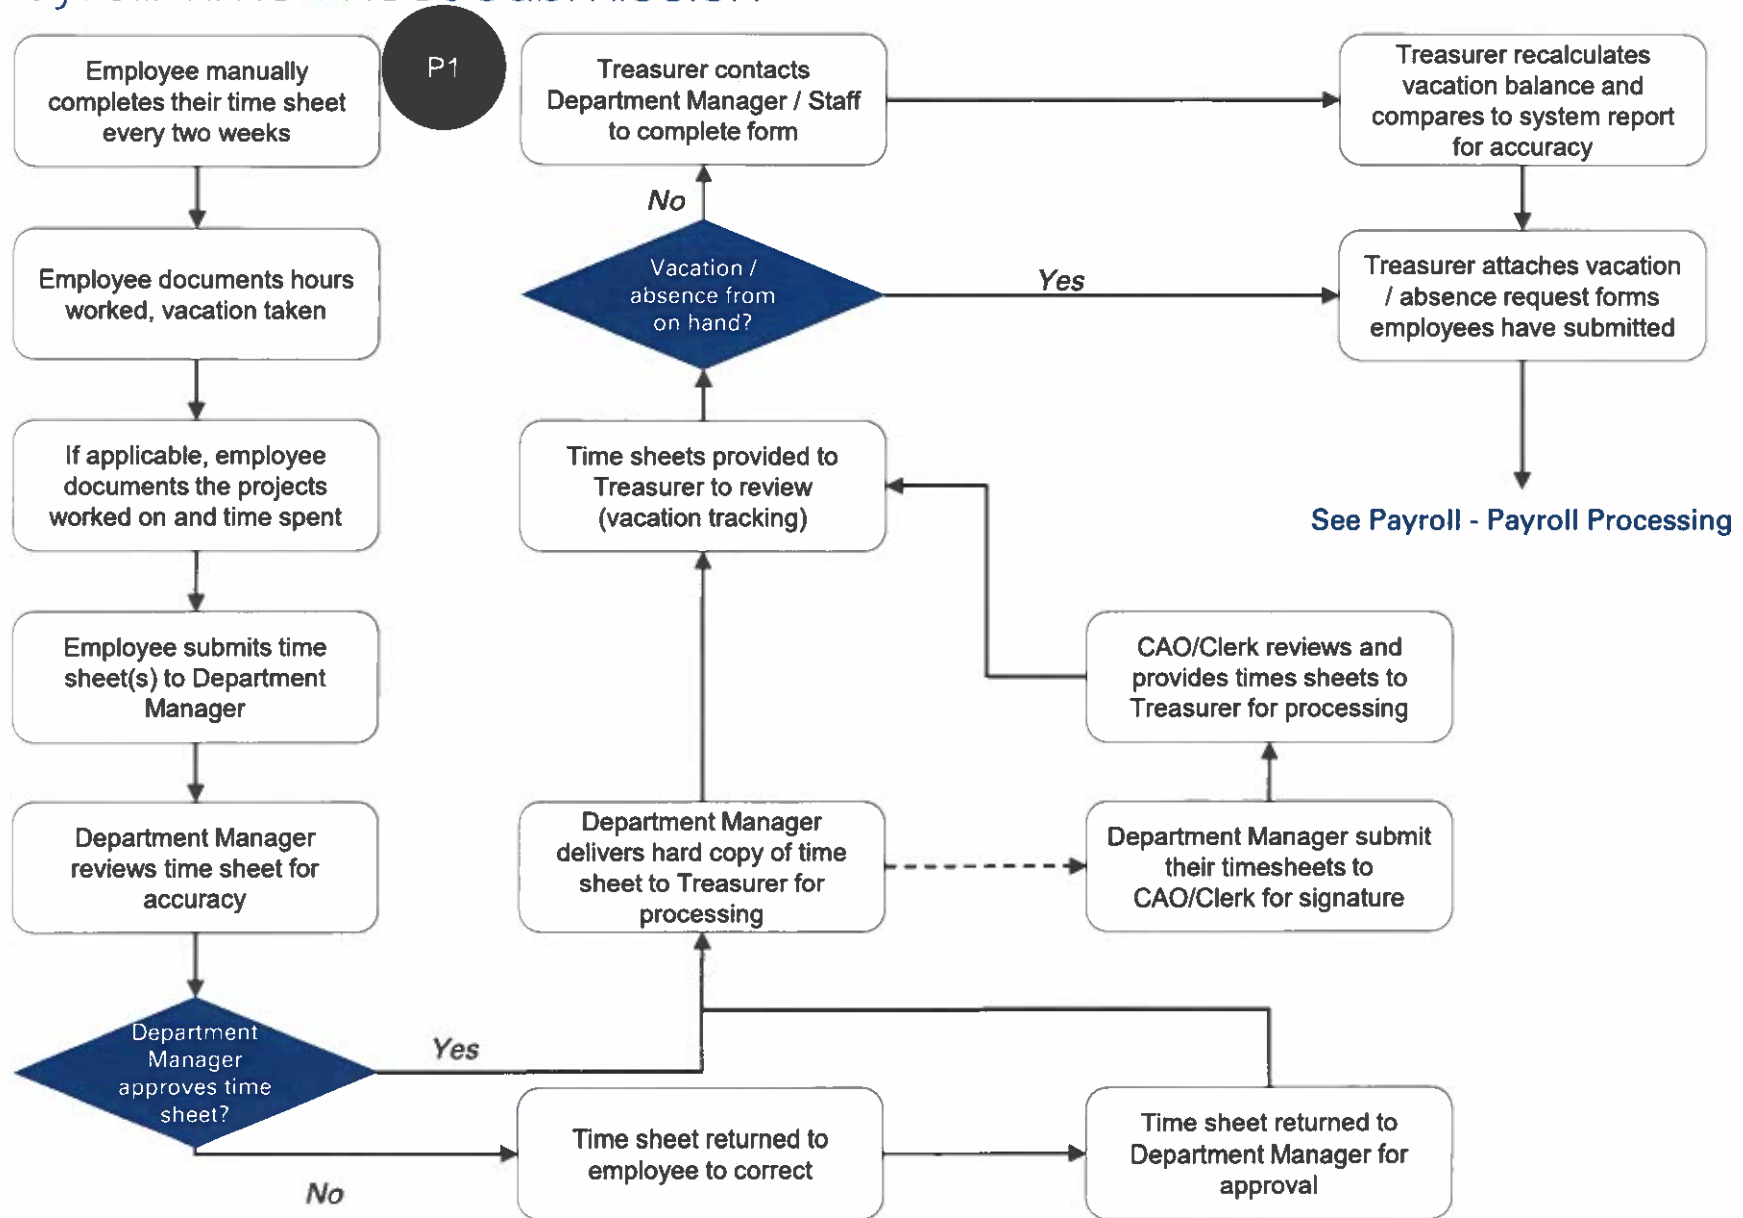 P1
Employee manually
completes their time sheet
every two weeks
Employee documents hours
worked, vacation taken
If applicable, employee
documents the projects
worked on and time spent
Employee submits time
sheet(s) to Department
Manager
Department Manager
reviews time sheet for
accuracy
Department
Manager
approves time
sheet?
Yes
No
Time sheet returned to
employee to correct
Time sheet returned to
Department Manager for
approval
Department Manager
delivers hard copy of time
sheet to Treasurer for
processing
Department Manager submit
their timesheets to
CAO/Clerk for signature
CAO/Clerk reviews and
provides times sheets to
Treasurer for processing
Time sheets provided to
Treasurer to review
(vacation tracking)
Vacation /
absence from
on hand?
No
Yes
Treasurer contacts
Department Manager / Staff
to complete form
Treasurer recalculates
vacation balance and
compares to system report
for accuracy
Treasurer attaches vacation
/ absence request forms
employees have submitted
See Payroll - Payroll Processing